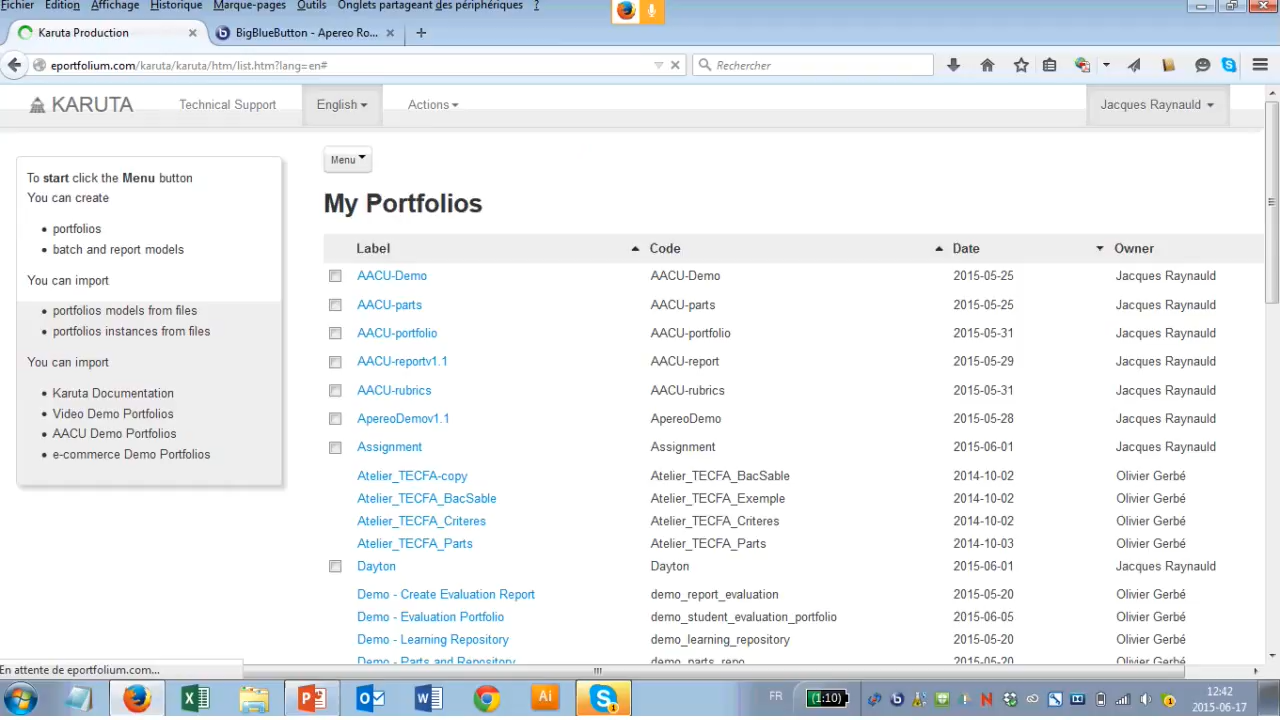 Fichier Edition Affichage Historique Marque-pages Outils Onglets partageant des périphériques ?
Karuta Production × BigBlueButton - Apereo Ro... × +
eportfolium.com/karuta/karuta/htm/list.htm?lang=en# Rechercher
KARUTA Technical Support English Actions Jacques Raynauld
To start click the Menu button
You can create
• portfolios
• batch and report models
You can import
• portfolios models from files
• portfolios instances from files
You can import
• Karuta Documentation
• Video Demo Portfolios
• AACU Demo Portfolios
• e-commerce Demo Portfolios
Menu
My Portfolios
Label Code Date Owner
AACU-Demo AACU-Demo 2015-05-25 Jacques Raynauld
AACU-parts AACU-parts 2015-05-25 Jacques Raynauld
AACU-portfolio AACU-portfolio 2015-05-31 Jacques Raynauld
AACU-reportv1.1 AACU-report 2015-05-29 Jacques Raynauld
AACU-rubrics AACU-rubrics 2015-05-31 Jacques Raynauld
ApereoDemov1.1 ApereoDemo 2015-05-28 Jacques Raynauld
Assignment Assignment 2015-06-01 Jacques Raynauld
Atelier_TECFA-copy Atelier_TECFA_BacSable 2014-10-02 Olivier Gerbé
Atelier_TECFA_BacSable Atelier_TECFA_Exemple 2014-10-02 Olivier Gerbé
Atelier_TECFA_Criteres Atelier_TECFA_Criteres 2014-10-02 Olivier Gerbé
Atelier_TECFA_Parts Atelier_TECFA_Parts 2014-10-03 Olivier Gerbé
Dayton Dayton 2015-06-01 Jacques Raynauld
Demo - Create Evaluation Report demo_report_evaluation 2015-05-20 Olivier Gerbé
Demo - Evaluation Portfolio demo_student_evaluation_portfolio 2015-06-05 Olivier Gerbé
Demo - Learning Repository demo_learning_repository 2015-05-20 Olivier Gerbé
Demo - Parts and Repository demo_parts_repo 2015-05-20 Olivier Gerbé
En attente de eportfolium.com...
FR (1:10) 12:42
2015-06-17